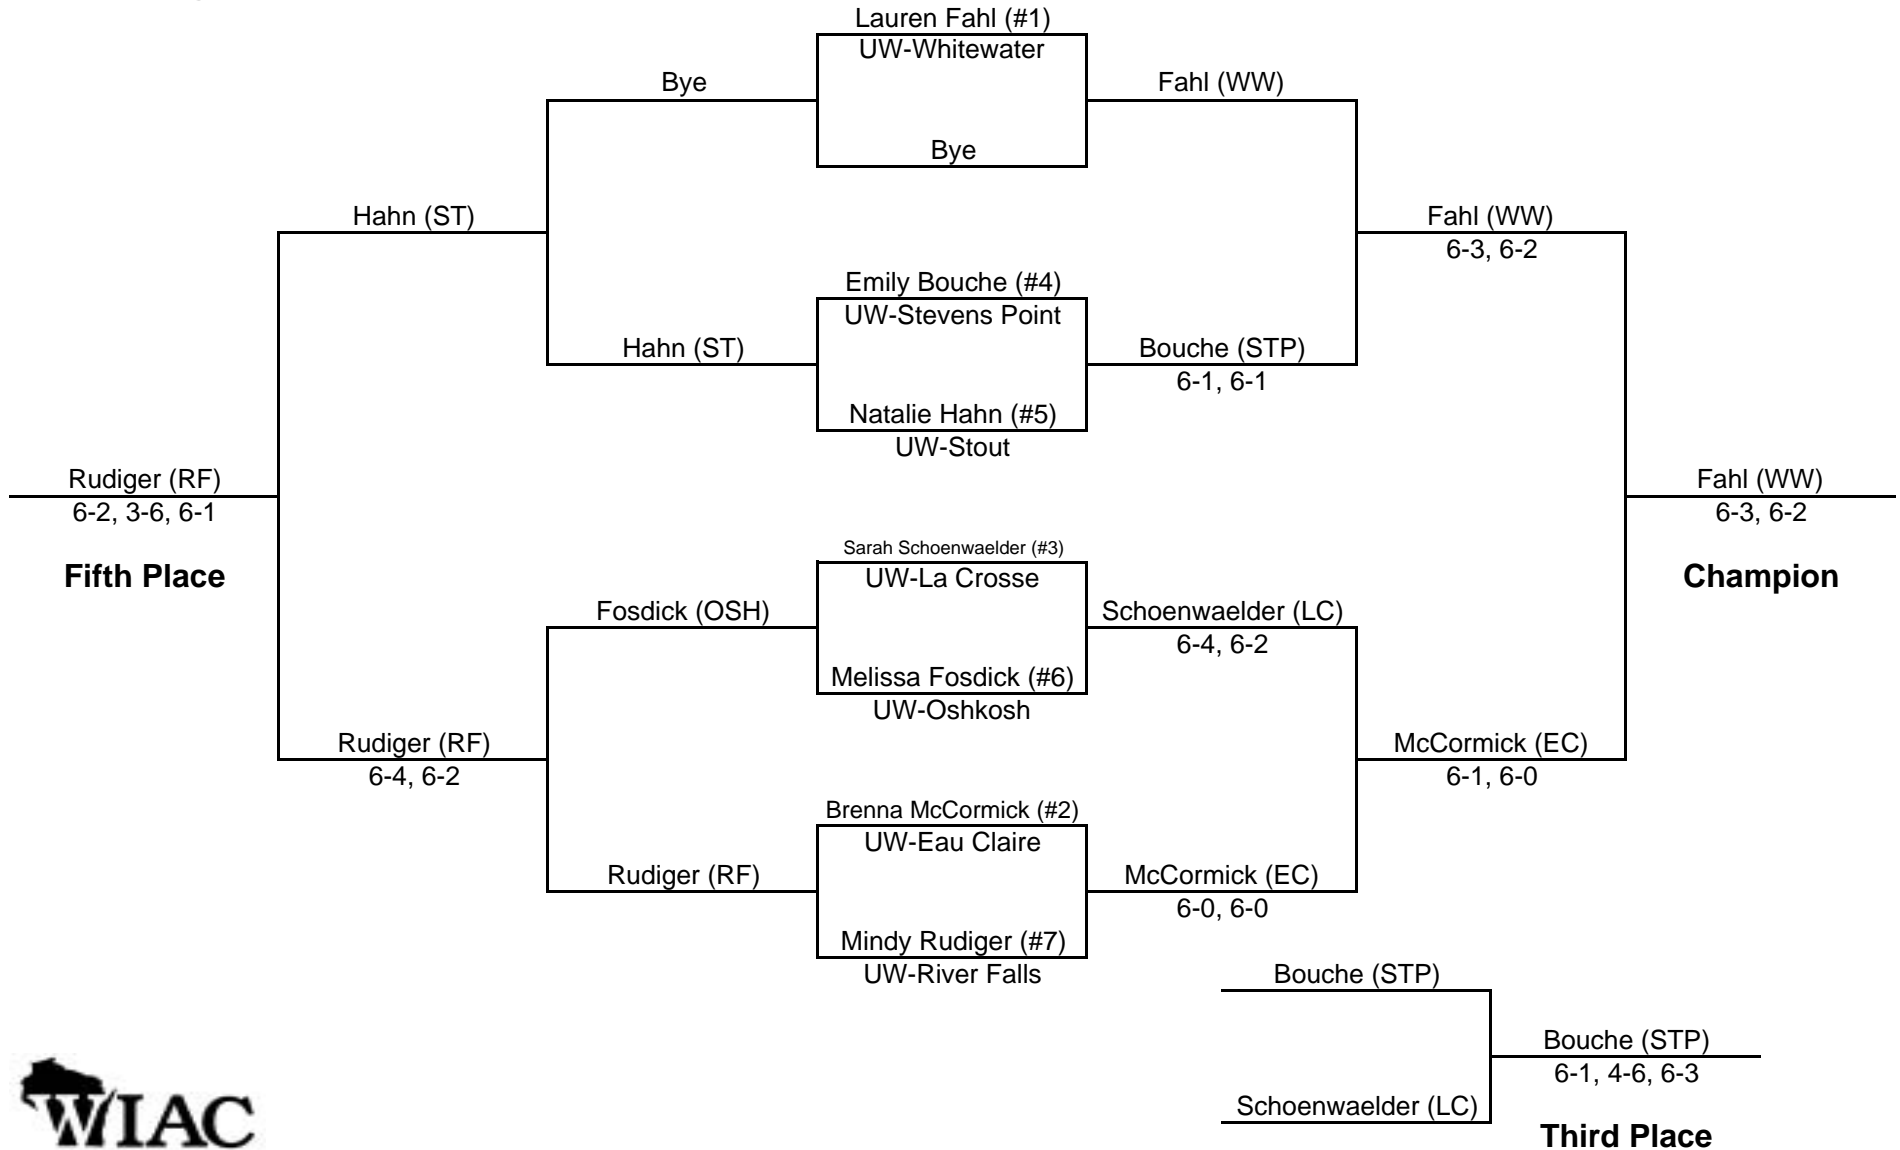 Lauren Fahl (#1)
UW-Whitewater
Bye
Fahl (WW)
Bye
Hahn (ST)
Fahl (WW)
6-3, 6-2
Emily Bouche (#4)
UW-Stevens Point
Hahn (ST)
Bouche (STP)
6-1, 6-1
Natalie Hahn (#5)
UW-Stout
Rudiger (RF)
6-2, 3-6, 6-1
Fifth Place
Fahl (WW)
6-3, 6-2
Champion
Sarah Schoenwaelder (#3)
UW-La Crosse
Fosdick (OSH)
Schoenwaelder (LC)
6-4, 6-2
Melissa Fosdick (#6)
UW-Oshkosh
Rudiger (RF)
6-4, 6-2
McCormick (EC)
6-1, 6-0
Brenna McCormick (#2)
UW-Eau Claire
Rudiger (RF)
McCormick (EC)
6-0, 6-0
Mindy Rudiger (#7)
UW-River Falls
Bouche (STP)
Bouche (STP)
6-1, 4-6, 6-3
Schoenwaelder (LC)
Third Place
WIAC